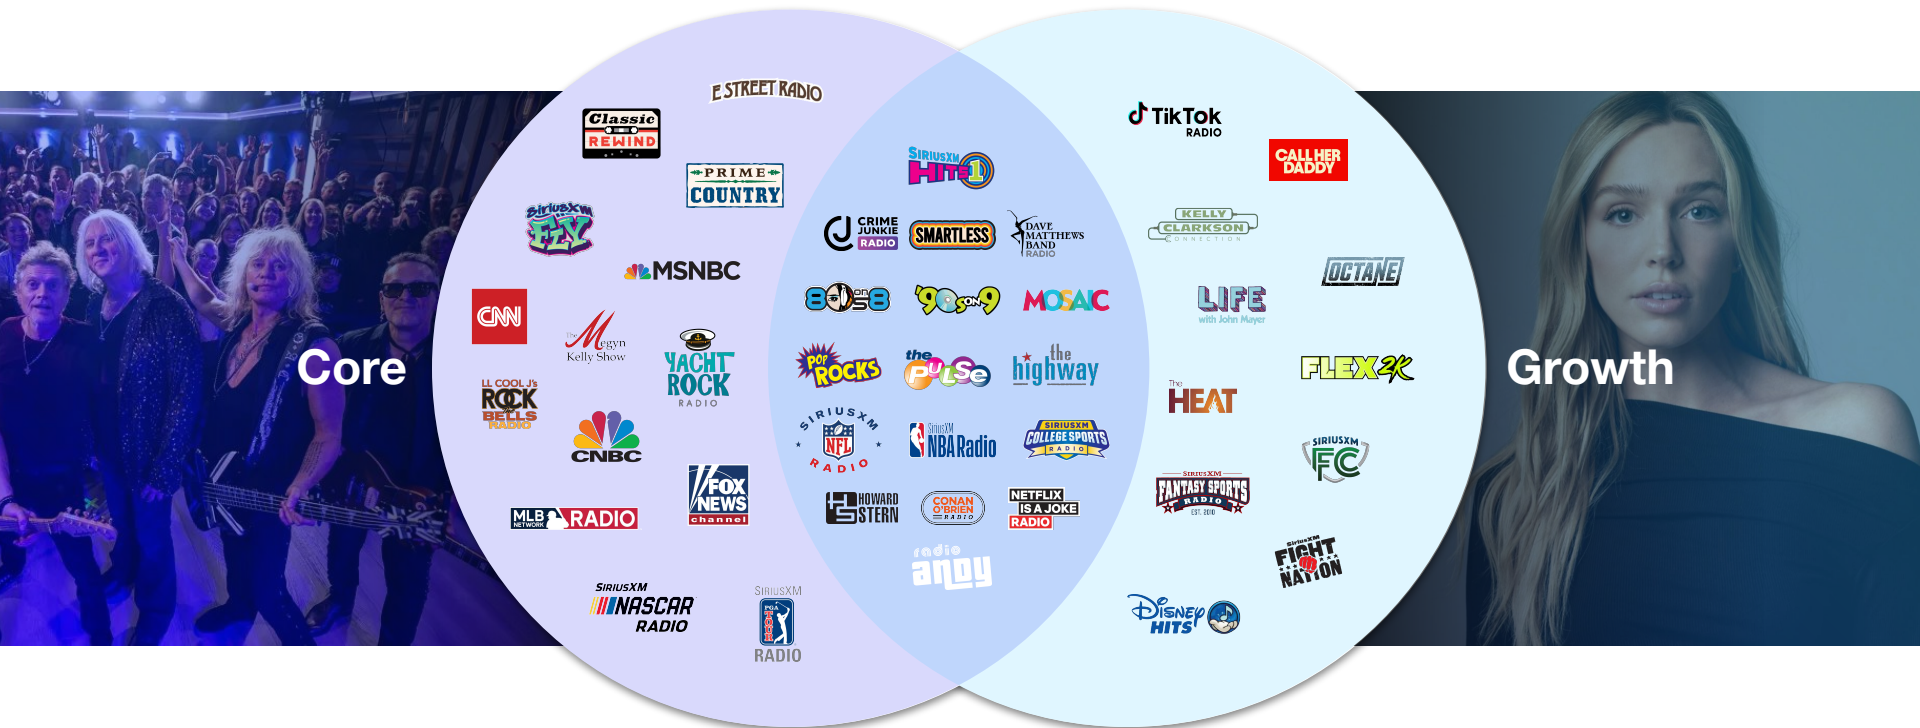 Core
E STREET RADIO
Classic
REWIND
PRIME
COUNTRY
SiriusXM
FLY
MSNBC
CNN
The
Megyn
Kelly Show
YACHT
ROCK
RADIO
LL COOL J's
ROCK
the
BELLS
RADIO
CNBC
FOX
NEWS
channel
MLB
NETWORK
RADIO
SIRIUSXM
NASCAR
RADIO
SIRIUSXM
PGA
TOUR
RADIO
SIRIUSXM
HITS 1
CRIME
JUNKIE
RADIO
SMARTLESS
DAVE
MATTHEWS
BAND
RADIO
80s on 8
'90s ON 9
MOSAIC
POP
ROCKS
the
PULSE
the
highway
SIRIUSXM
NFL
RADIO
SiriusXM
NBA Radio
SIRIUSXM
COLLEGE SPORTS
RADIO
HOWARD
STERN
CONAN
O'BRIEN
RADIO
NETFLIX
IS A JOKE
RADIO
radio
andy
TikTok
RADIO
CALL HER
DADDY
KELLY
CLARKSON
CONNECTION
OCTANE
LIFE
with John Mayer
FLEX2K
The
HEAT
SIRIUSXM
FC
SIRIUSXM
FANTASY SPORTS
RADIO
EST. 2010
SiriusXM
FIGHT
NATION
DISNEY
HITS
Growth